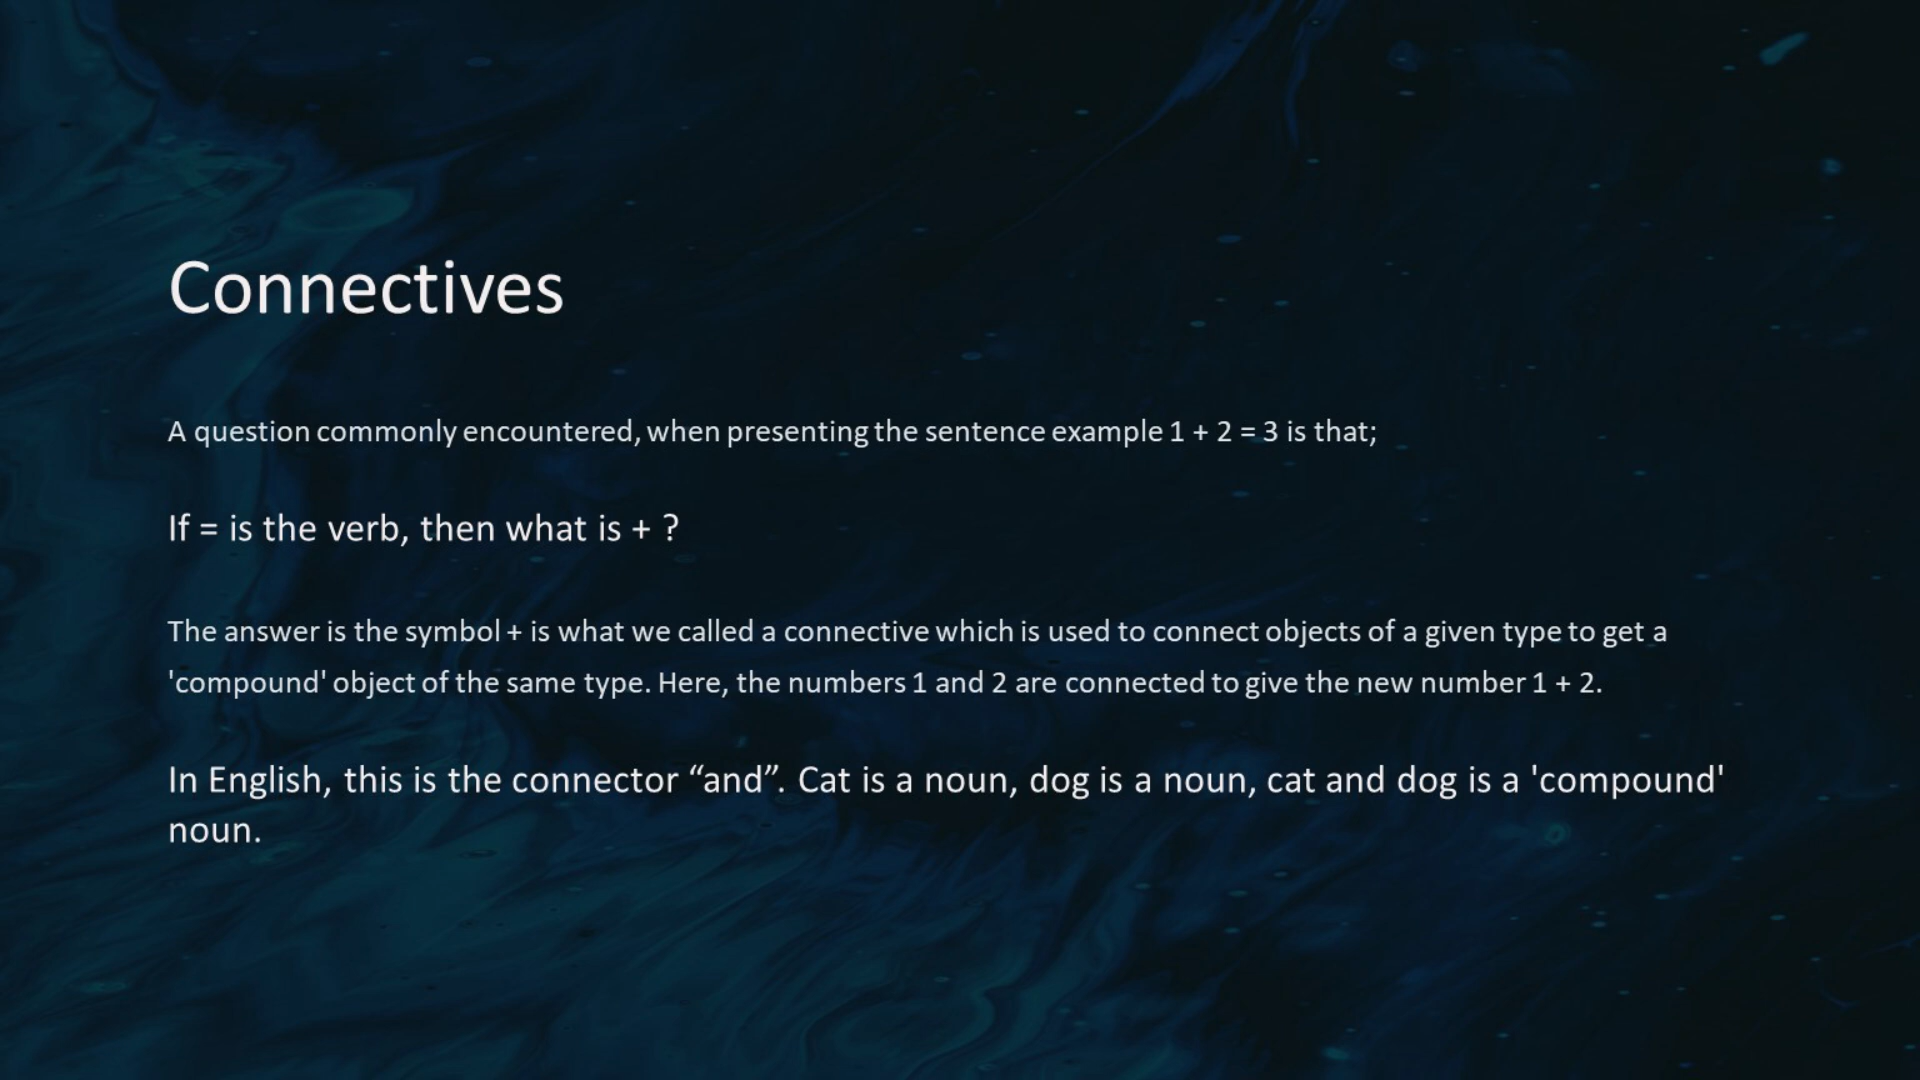 Connectives
A question commonly encountered, when presenting the sentence example 1 + 2 = 3 is that;
If = is the verb, then what is + ?
The answer is the symbol + is what we called a connective which is used to connect objects of a given type to get a
'compound' object of the same type. Here, the numbers 1 and 2 are connected to give the new number 1 + 2.
In English, this is the connector “and”. Cat is a noun, dog is a noun, cat and dog is a 'compound'
noun.